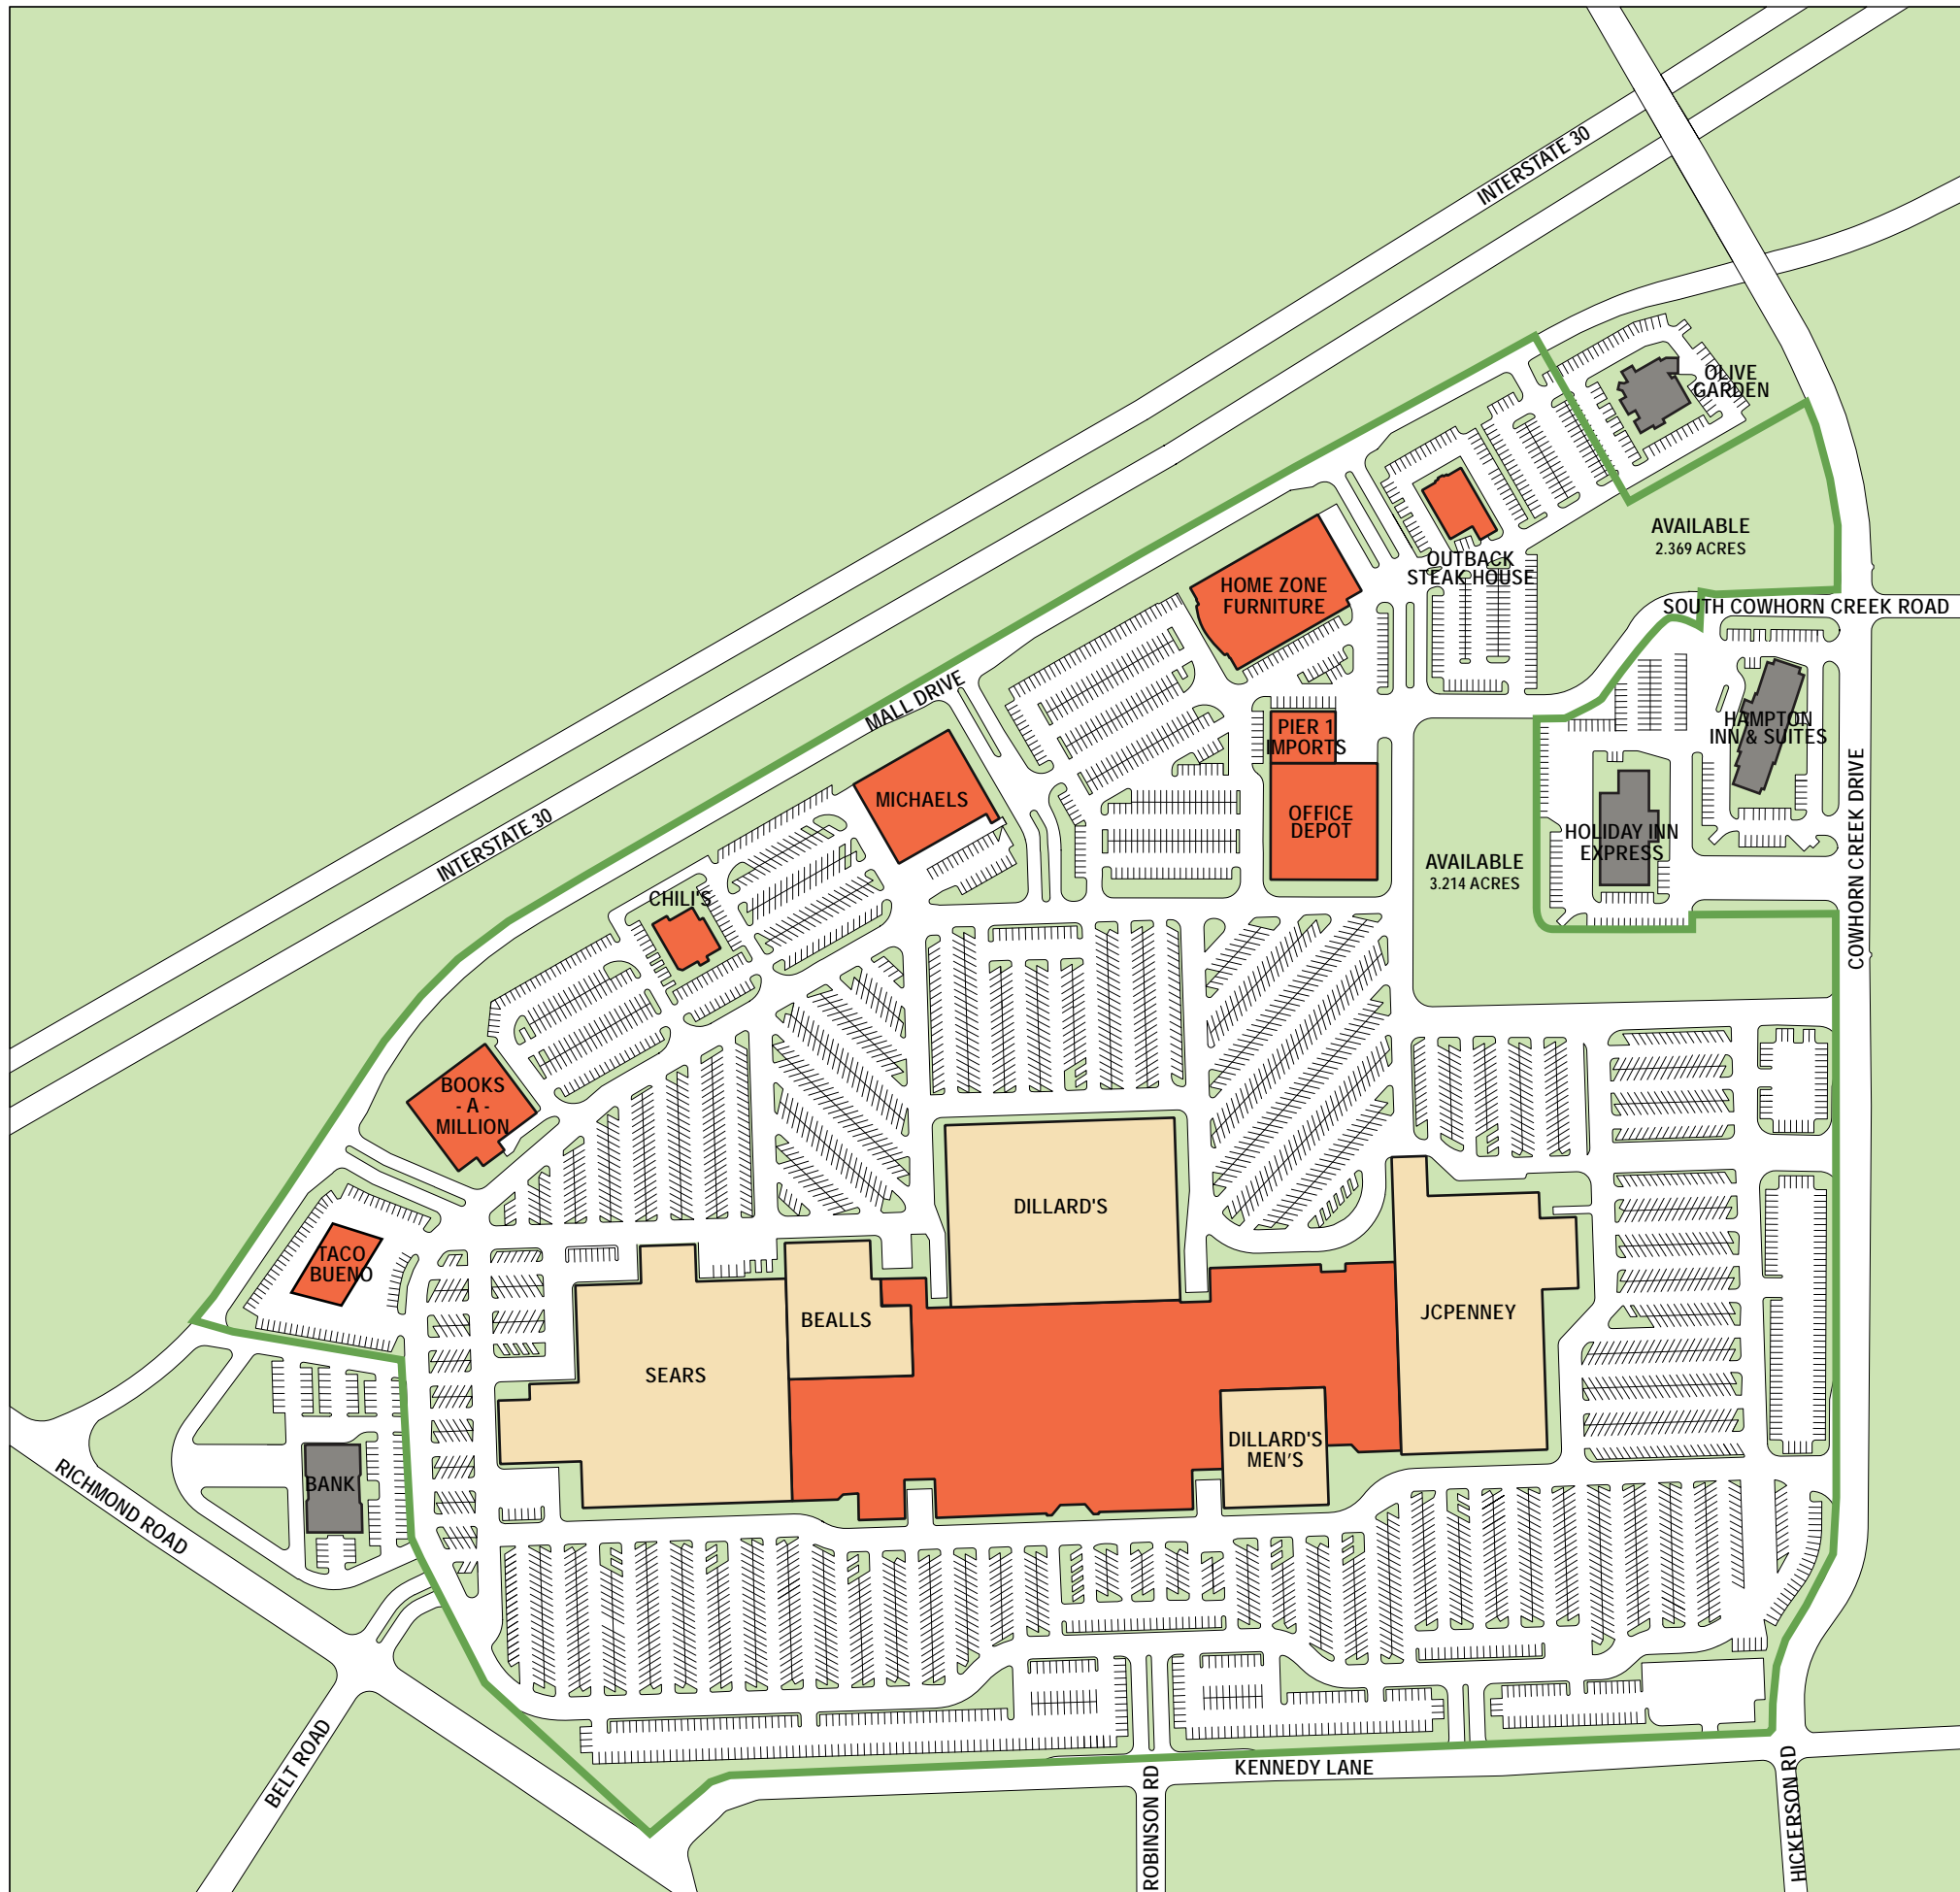 INTERSTATE 30
OLIVE
GARDEN
AVAILABLE
2.369 ACRES
OUTBACK
STEAK HOUSE
HOME ZONE
FURNITURE
SOUTH COWHORN CREEK ROAD
MALL DRIVE
PIER 1
IMPORTS
HAMPTON
INN & SUITES
MICHAELS
OFFICE
DEPOT
COWHORN CREEK DRIVE
INTERSTATE 30
HOLIDAY INN
EXPRESS
AVAILABLE
3.214 ACRES
CHILI'S
BOOKS
- A -
MILLION
DILLARD'S
TACO
BUENO
BEALLS
JCPENNEY
SEARS
DILLARD'S
MEN'S
BANK
RICHMOND ROAD
BELT ROAD
KENNEDY LANE
ROBINSON RD
HICKERSON RD